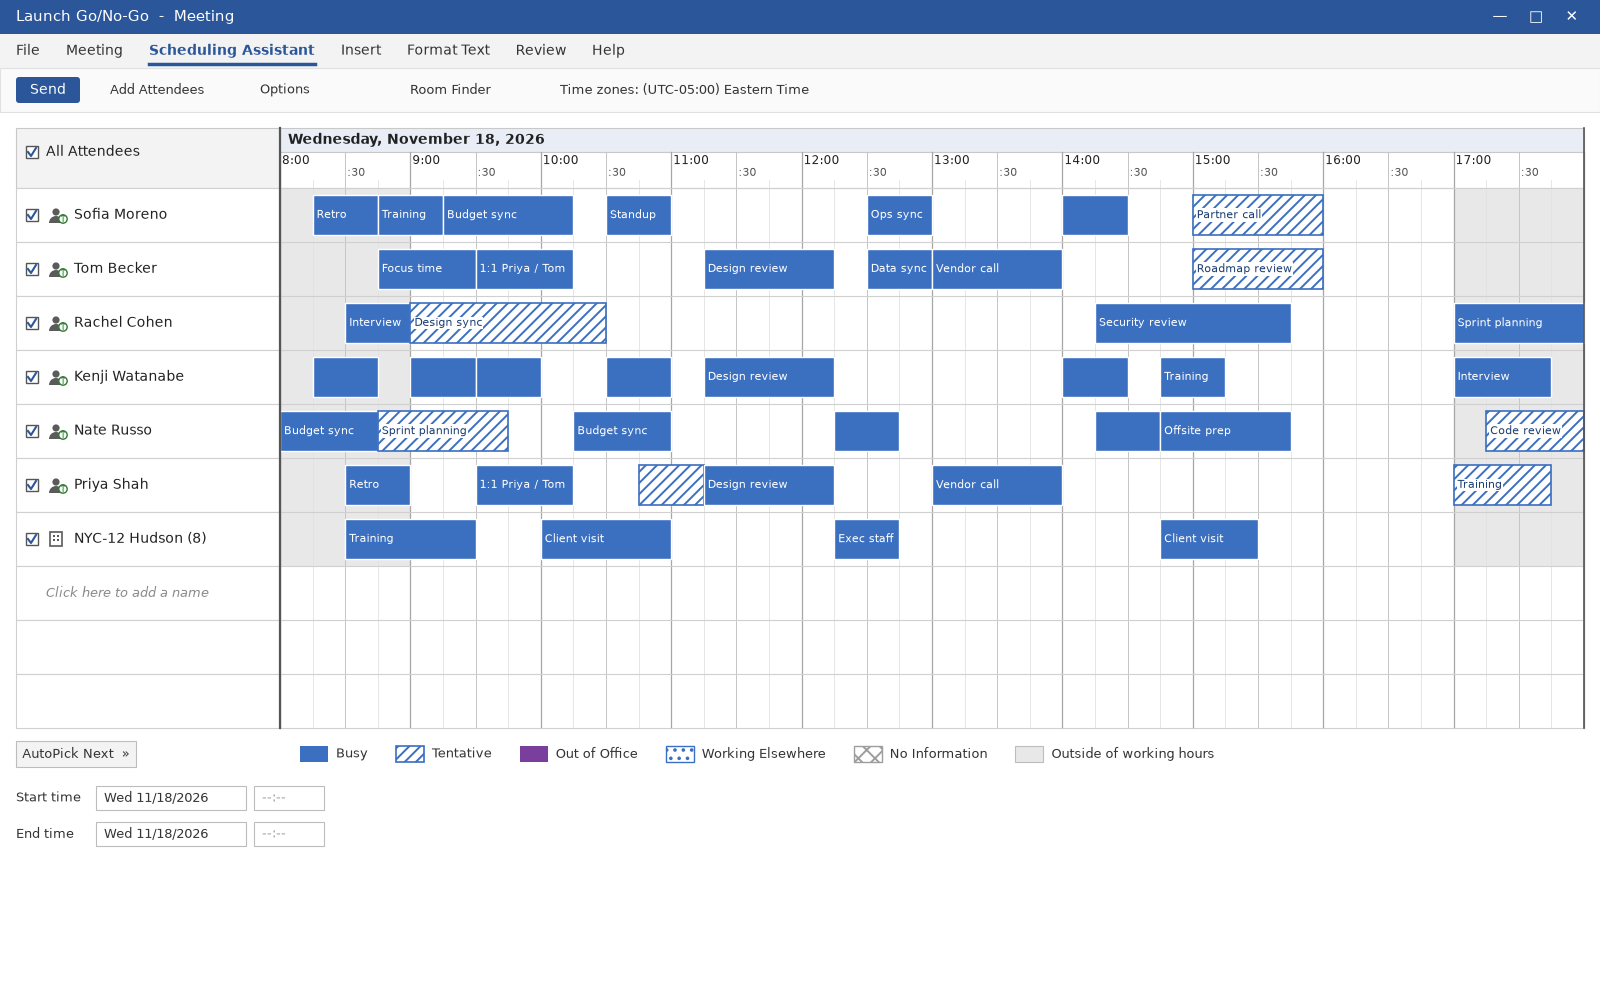 Launch Go/No-Go - Meeting
File Meeting Scheduling Assistant Insert Format Text Review Help
Send Add Attendees Options Room Finder Time zones: (UTC-05:00) Eastern Time
All Attendees
Wednesday, November 18, 2026
8:00 9:00 10:00 11:00 12:00 13:00 14:00 15:00 16:00 17:00
:30 :30 :30 :30 :30 :30 :30 :30 :30 :30
Sofia Moreno Retro Training Budget sync Standup Ops sync Partner call
Tom Becker Focus time 1:1 Priya / Tom Design review Data sync Vendor call Roadmap review
Rachel Cohen Interview Design sync Security review Sprint planning
Kenji Watanabe Design review Training Interview
Nate Russo Budget sync Sprint planning Budget sync Offsite prep Code review
Priya Shah Retro 1:1 Priya / Tom Design review Vendor call Training
NYC-12 Hudson (8) Training Client visit Exec staff Client visit
Click here to add a name
AutoPick Next » Busy Tentative Out of Office Working Elsewhere No Information Outside of working hours
Start time Wed 11/18/2026 --:--
End time Wed 11/18/2026 --:--